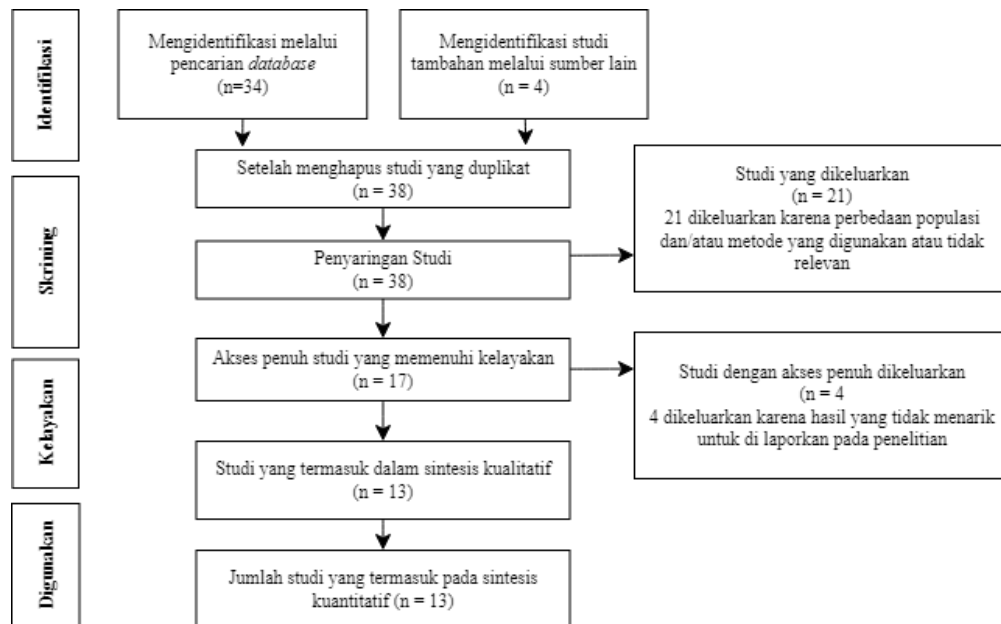 Identifikasi
Mengidentifikasi melalui
pencarian database
(n=34)
Mengidentifikasi studi
tambahan melalui sumber lain
(n = 4)
Setelah menghapus studi yang duplikat
(n = 38)
Skrining
Penyaringan Studi
(n = 38)
Studi yang dikeluarkan
(n = 21)
21 dikeluarkan karena perbedaan populasi
dan/atau metode yang digunakan atau tidak
relevan
Kelayakan
Akses penuh studi yang memenuhi kelayakan
(n = 17)
Studi dengan akses penuh dikeluarkan
(n = 4
4 dikeluarkan karena hasil yang tidak menarik
untuk di laporkan pada penelitian
Studi yang termasuk dalam sintesis kualitatif
(n = 13)
Digunakan
Jumlah studi yang termasuk pada sintesis
kuantitatif (n = 13)